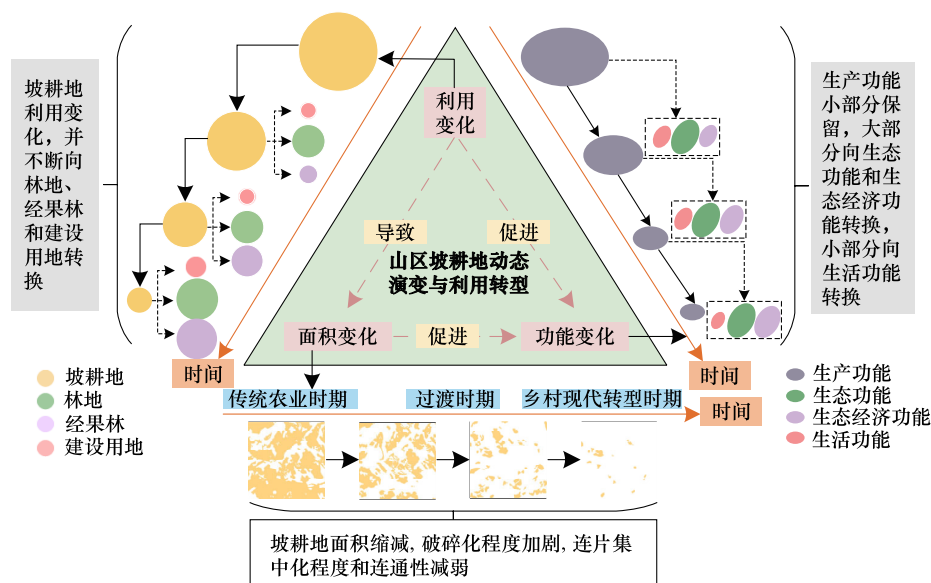 坡耕地
利用变
化，并
不断向
林地、
经果林
和建设
用地转
换
利用
变化
导致
促进
山区坡耕地动态
演变与利用转型
面积变化
促进
功能变化
生产功能
小部分保
留，大部
分向生态
功能和生
态经济功
能转换，
小部分向
生活功能
转换
时间
时间
坡耕地
林地
经果林
建设用地
传统农业时期
过渡时期
乡村现代转型时期
时间
生产功能
生态功能
生态经济功能
生活功能
坡耕地面积缩减, 破碎化程度加剧, 连片集
中化程度和连通性减弱